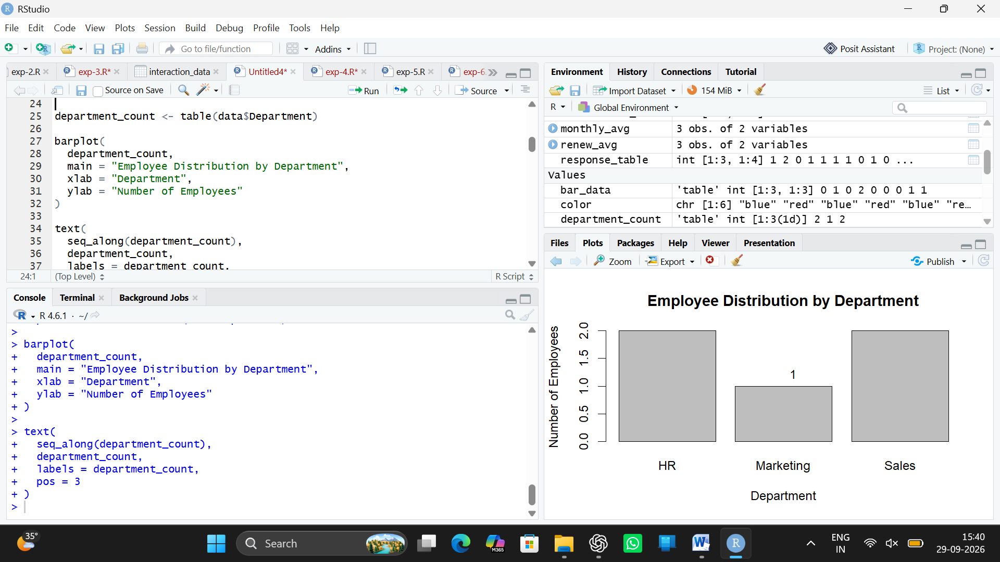 RStudio
File Edit Code View Plots Session Build Debug Profile Tools Help
Go to file/function Addins Posit Assistant Project: (None)
exp-2.R exp-3.R* interaction_data Untitled4* exp-4.R* exp-5.R exp-6
Source on Save Run Source
24
25 department_count <- table(data$Department)
26
27 barplot(
28 department_count,
29 main = "Employee Distribution by Department",
30 xlab = "Department",
31 ylab = "Number of Employees"
32 )
33
34 text(
35 seq_along(department_count),
36 department_count,
37 labels = department_count,
24:1 (Top Level) R Script
Console Terminal Background Jobs
R 4.6.1 · ~/
>
> barplot(
+ department_count,
+ main = "Employee Distribution by Department",
+ xlab = "Department",
+ ylab = "Number of Employees"
+ )
>
> text(
+ seq_along(department_count),
+ department_count,
+ labels = department_count,
+ pos = 3
+ )
>
Environment History Connections Tutorial
Import Dataset 154 MiB List
R Global Environment
monthly_avg 3 obs. of 2 variables
renew_avg 3 obs. of 2 variables
response_table int [1:3, 1:4] 1 2 0 1 1 1 1 0 1 0 ...
Values
bar_data 'table' int [1:3, 1:3] 0 1 0 2 0 0 0 1 1
color chr [1:6] "blue" "red" "blue" "red" "blue" "re...
department_count 'table' int [1:3(1d)] 2 1 2
Files Plots Packages Help Viewer Presentation
Zoom Export Publish
Employee Distribution by Department
Number of Employees
2.0
1.5
1.0
0.5
0.0
1
HR Marketing Sales
Department
35°
Search
M365
R
ENG
IN
15:40
29-09-2026